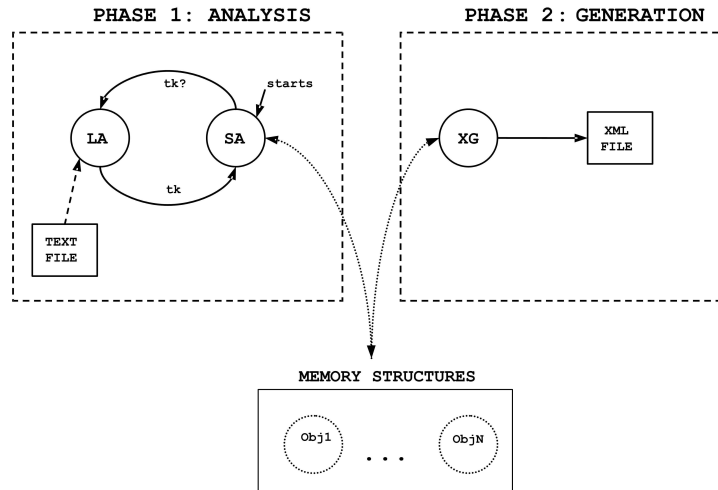 PHASE 1: ANALYSIS
PHASE 2: GENERATION
tk?
starts
LA
SA
XG
XML
FILE
tk
TEXT
FILE
MEMORY STRUCTURES
Obj1
...
ObjN